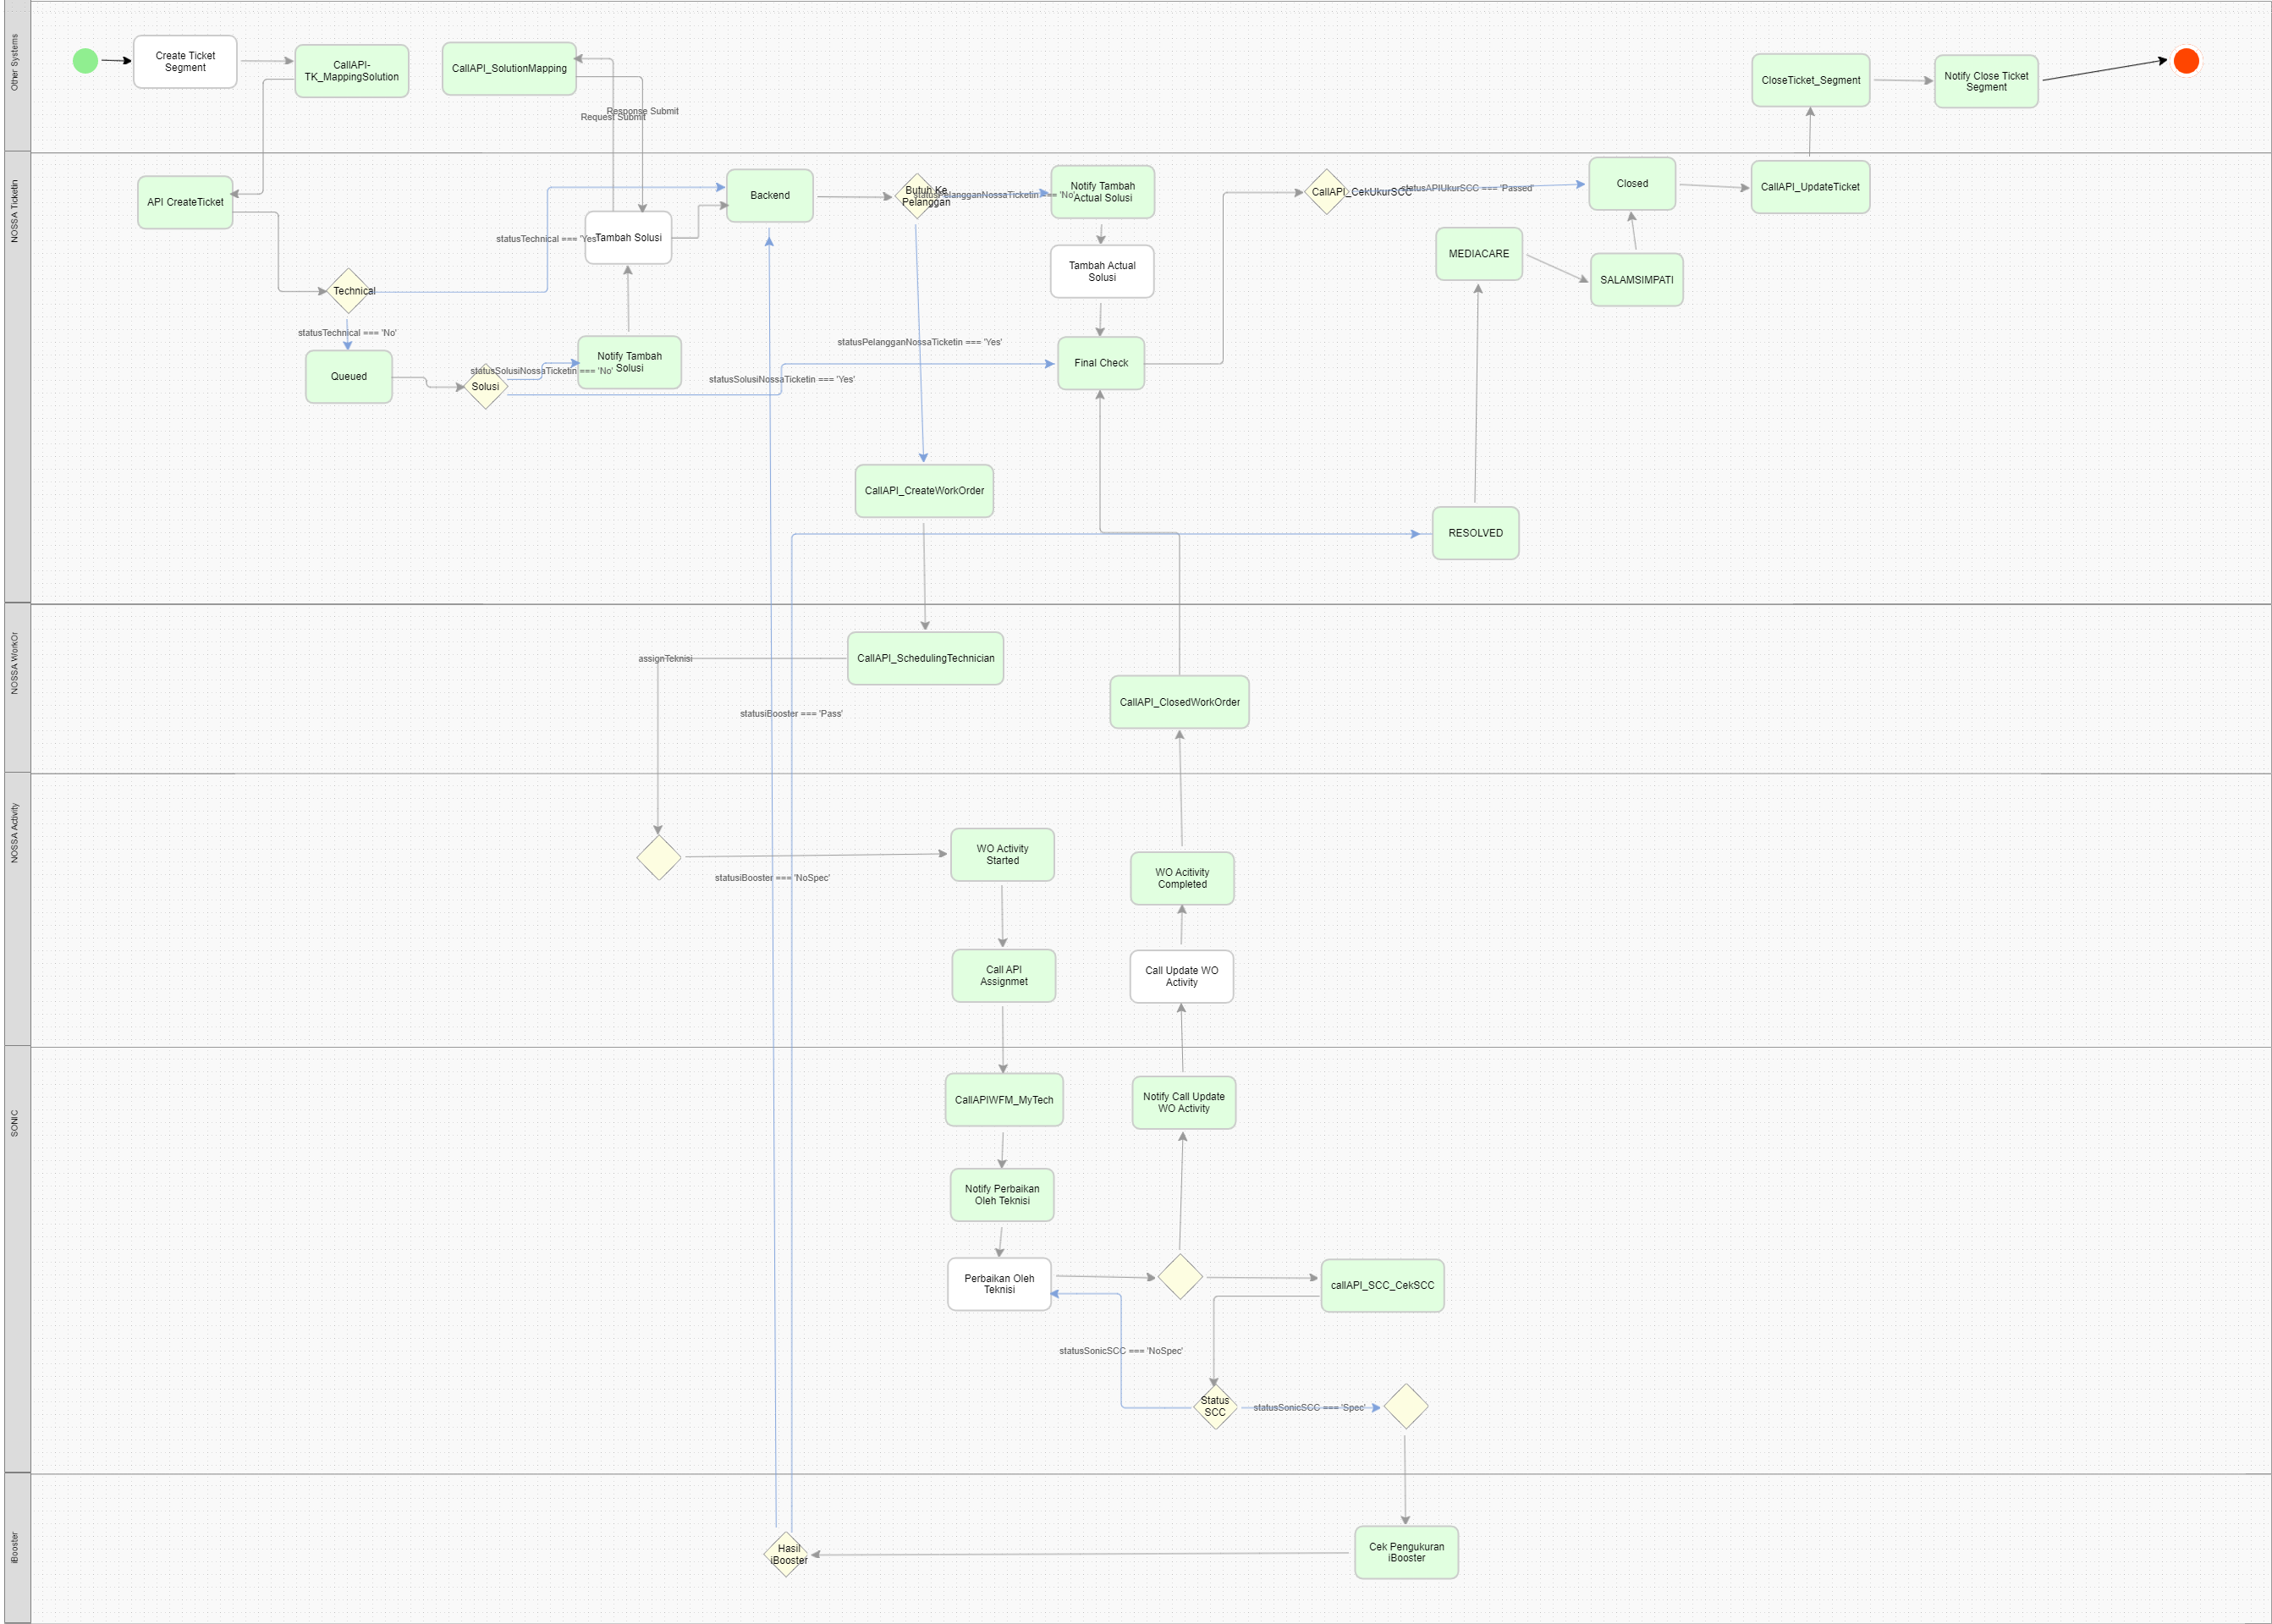 Other Systems
Create Ticket
Segment
CallAPI-
TK_MappingSolution
CallAPI_SolutionMapping
Response Submit
Request Submit
CloseTicket_Segment
Notify Close Ticket
Segment
NOSSA Ticketin
API CreateTicket
Technical
statusTechnical === 'Yes'
statusTechnical === 'No'
Queued
Solusi
statusSolusiNossaTicketin === 'No'
statusSolusiNossaTicketin === 'Yes'
Notify Tambah
Solusi
Tambah Solusi
Backend
Butuh Ke
Pelanggan
statusPelangganNossaTicketin === 'No'
statusPelangganNossaTicketin === 'Yes'
Notify Tambah
Actual Solusi
Tambah Actual
Solusi
Final Check
CallAPI_CekUkurSCC
statusAPIUkurSCC === 'Passed'
Closed
CallAPI_UpdateTicket
MEDIACARE
SALAMSIMPATI
CallAPI_CreateWorkOrder
RESOLVED
NOSSA WorkOr
assignTeknisi
CallAPI_SchedulingTechnician
CallAPI_ClosedWorkOrder
statusiBooster === 'Pass'
NOSSA Activity
statusiBooster === 'NoSpec'
WO Activity
Started
WO Acitivity
Completed
Call API
Assignmet
Call Update WO
Activity
SONIC
CallAPIWFM_MyTech
Notify Call Update
WO Activity
Notify Perbaikan
Oleh Teknisi
Perbaikan Oleh
Teknisi
callAPI_SCC_CekSCC
statusSonicSCC === 'NoSpec'
Status
SCC
statusSonicSCC === 'Spec'
iBooster
Hasil
iBooster
Cek Pengukuran
iBooster